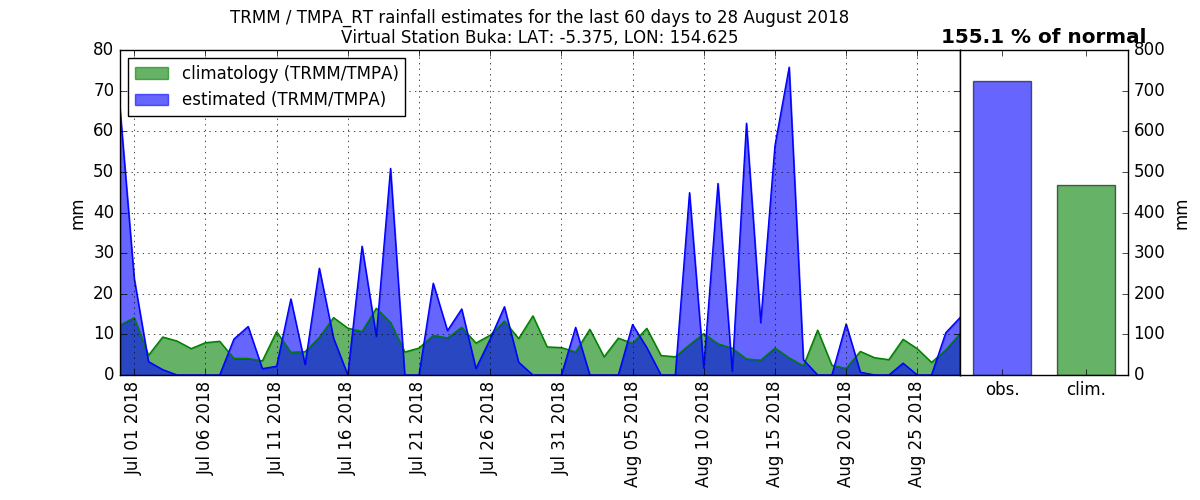 TRMM / TMPA_RT rainfall estimates for the last 60 days to 28 August 2018
Virtual Station Buka: LAT: -5.375, LON: 154.625
155.1 % of normal
climatology (TRMM/TMPA)
estimated (TRMM/TMPA)
mm
80
70
60
50
40
30
20
10
0
Jul 01 2018
Jul 06 2018
Jul 11 2018
Jul 16 2018
Jul 21 2018
Jul 26 2018
Jul 31 2018
Aug 05 2018
Aug 10 2018
Aug 15 2018
Aug 20 2018
Aug 25 2018
obs.
clim.
800
700
600
500
400
300
200
100
0
mm